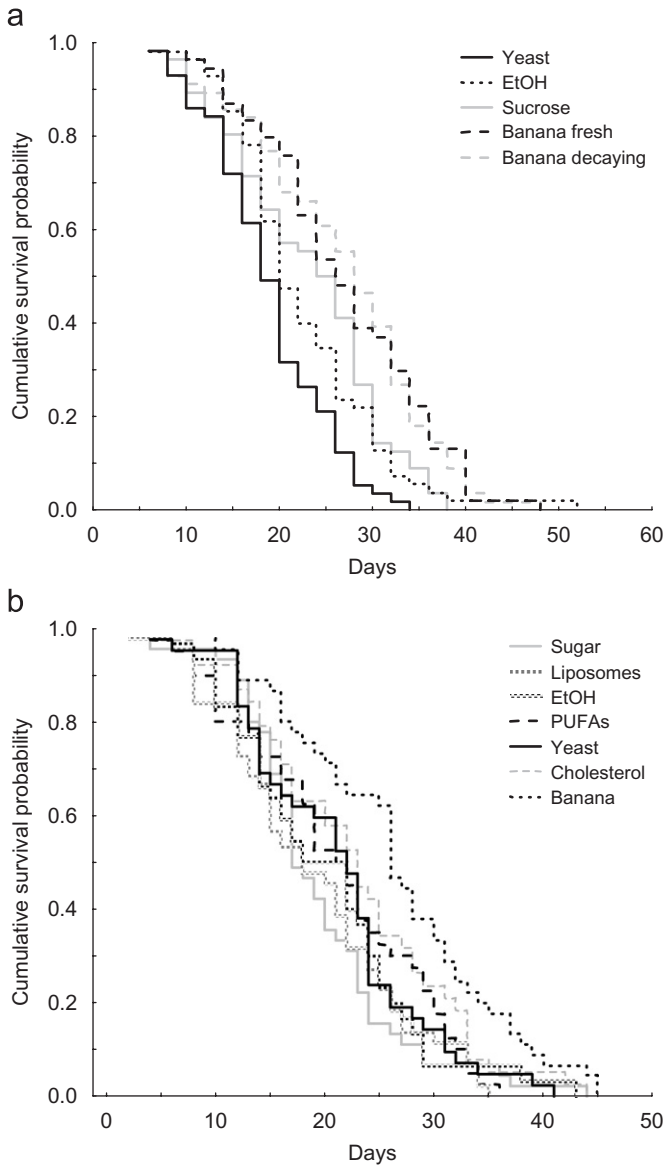 a
1.0
0.8
0.6
0.4
0.2
0.0
Cumulative survival probability
Yeast
EtOH
Sucrose
Banana fresh
Banana decaying
0 10 20 30 40 50 60
Days
b
1.0
0.8
0.6
0.4
0.2
0.0
Cumulative survival probability
Sugar
Liposomes
EtOH
PUFAs
Yeast
Cholesterol
Banana
0 10 20 30 40 50
Days